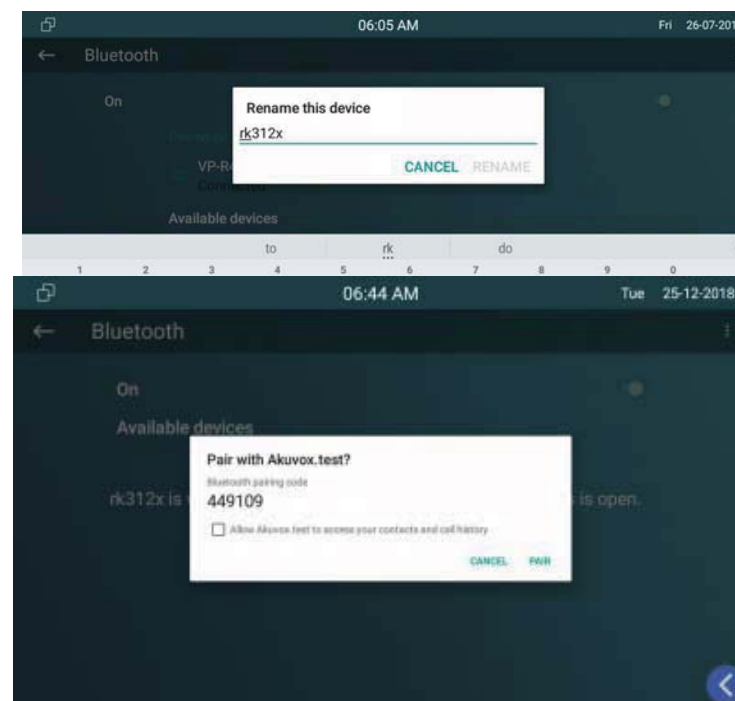 06:05 AM Fri 26-07-201
Bluetooth
On
Rename this device
rk312x
VP-R
CANCEL RENAME
Connected
Available devices
to rk do
1 2 3 4 5 6 7 8 9 0
06:44 AM Tue 25-12-2018
Bluetooth
On
Available devices
Pair with Akuvox.test?
Bluetooth pairing code
rk312x is
449109
is open.
Allow Akuvox.test to access your contacts and call history
CANCEL PAIR